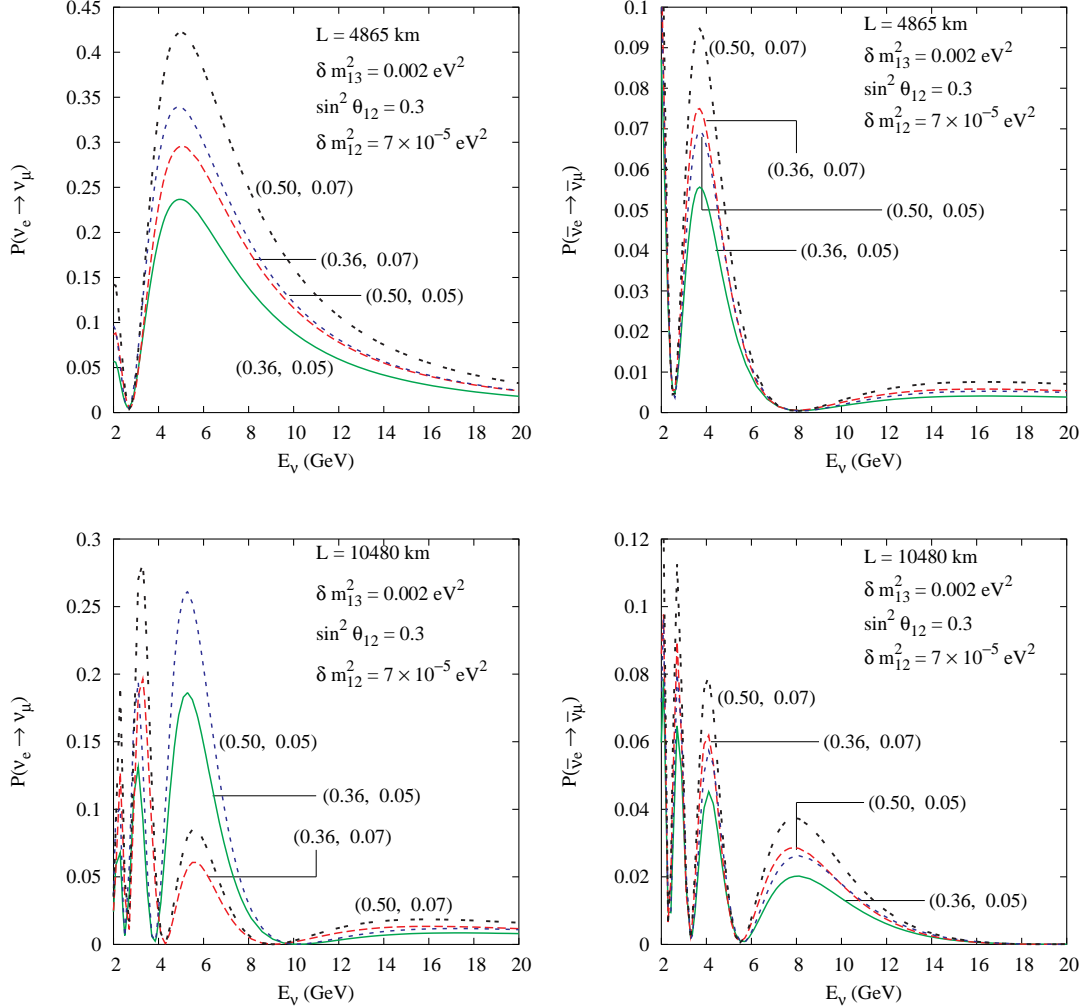 L = 4865 km
δ m²₁₃ = 0.002 eV²
sin² θ₁₂ = 0.3
δ m²₁₂ = 7 × 10⁻⁵ eV²
(0.50, 0.07)
(0.36, 0.07)
(0.50, 0.05)
(0.36, 0.05)
P(νₑ → ν_μ)
0.45
0.4
0.35
0.3
0.25
0.2
0.15
0.1
0.05
0
2 4 6 8 10 12 14 16 18 20
E_ν (GeV)
L = 4865 km
δ m²₁₃ = 0.002 eV²
sin² θ₁₂ = 0.3
δ m²₁₂ = 7 × 10⁻⁵ eV²
(0.50, 0.07)
(0.36, 0.07)
(0.50, 0.05)
(0.36, 0.05)
P(ν̄ₑ → ν̄_μ)
0.1
0.09
0.08
0.07
0.06
0.05
0.04
0.03
0.02
0.01
0
2 4 6 8 10 12 14 16 18 20
E_ν (GeV)
L = 10480 km
δ m²₁₃ = 0.002 eV²
sin² θ₁₂ = 0.3
δ m²₁₂ = 7 × 10⁻⁵ eV²
(0.50, 0.05)
(0.36, 0.05)
(0.36, 0.07)
(0.50, 0.07)
P(νₑ → ν_μ)
0.3
0.25
0.2
0.15
0.1
0.05
0
2 4 6 8 10 12 14 16 18 20
E_ν (GeV)
L = 10480 km
δ m²₁₃ = 0.002 eV²
sin² θ₁₂ = 0.3
δ m²₁₂ = 7 × 10⁻⁵ eV²
(0.50, 0.07)
(0.36, 0.07)
(0.50, 0.05)
(0.36, 0.05)
P(ν̄ₑ → ν̄_μ)
0.12
0.1
0.08
0.06
0.04
0.02
0
2 4 6 8 10 12 14 16 18 20
E_ν (GeV)